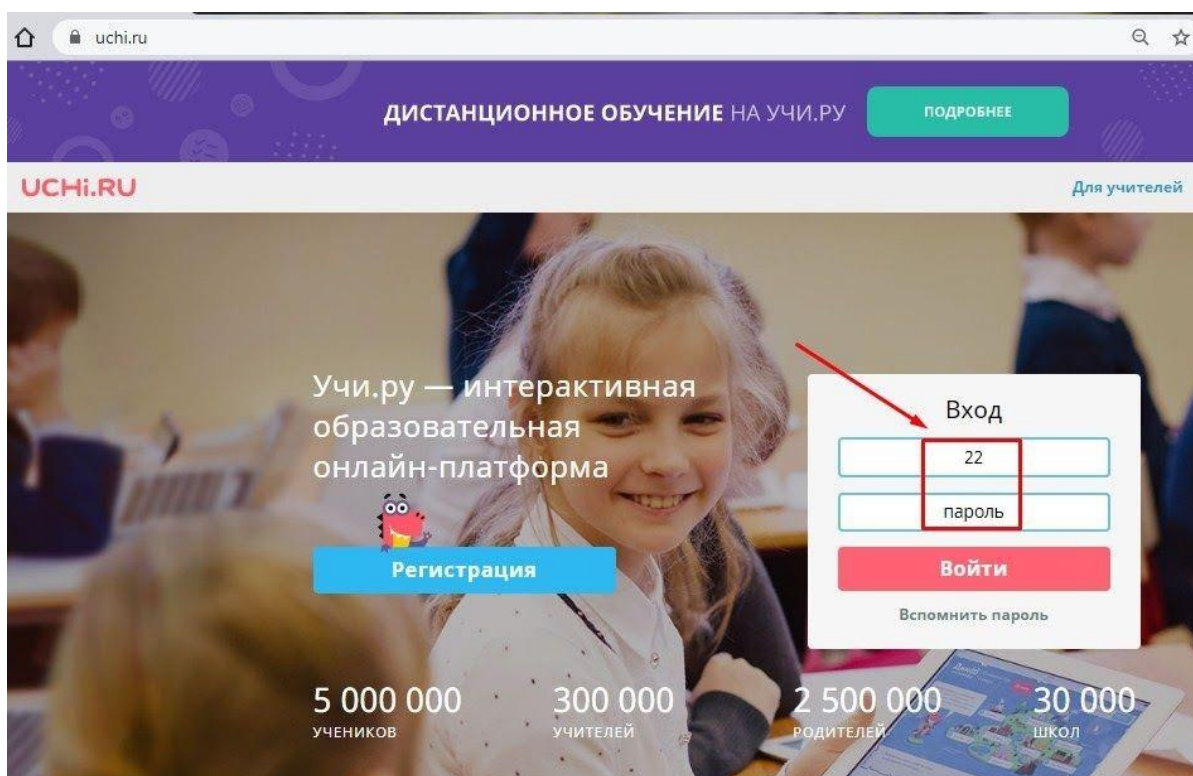 uchi.ru
ДИСТАНЦИОННОЕ ОБУЧЕНИЕ НА УЧИ.РУ
ПОДРОБНЕЕ
UCHi.RU
Для учителей
Учи.ру — интерактивная
образовательная
онлайн-платформа
Регистрация
Вход
22
пароль
Войти
Вспомнить пароль
5 000 000
УЧЕНИКОВ
300 000
УЧИТЕЛЕЙ
2 500 000
РОДИТЕЛЕЙ
30 000
ШКОЛ